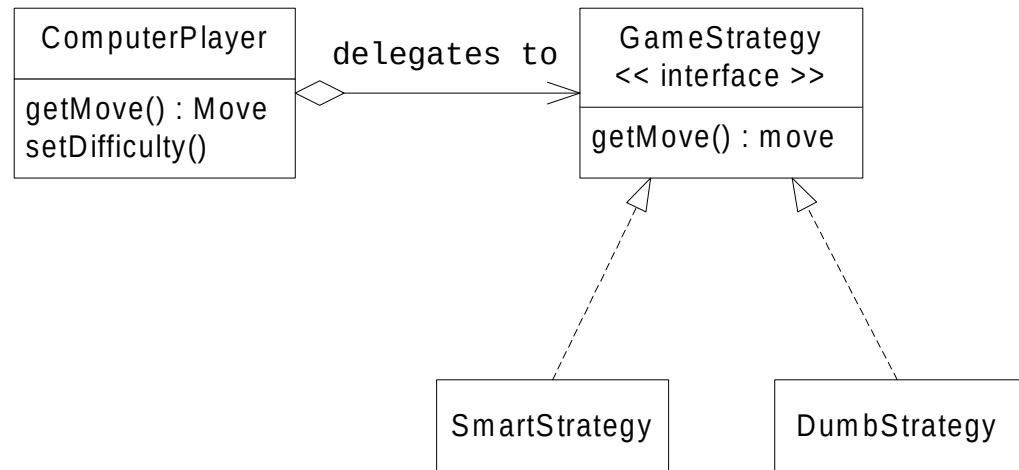 ComputerPlayer
getMove() : Move
setDifficulty()
delegates to
GameStrategy
<< interface >>
getMove() : move
SmartStrategy
DumbStrategy